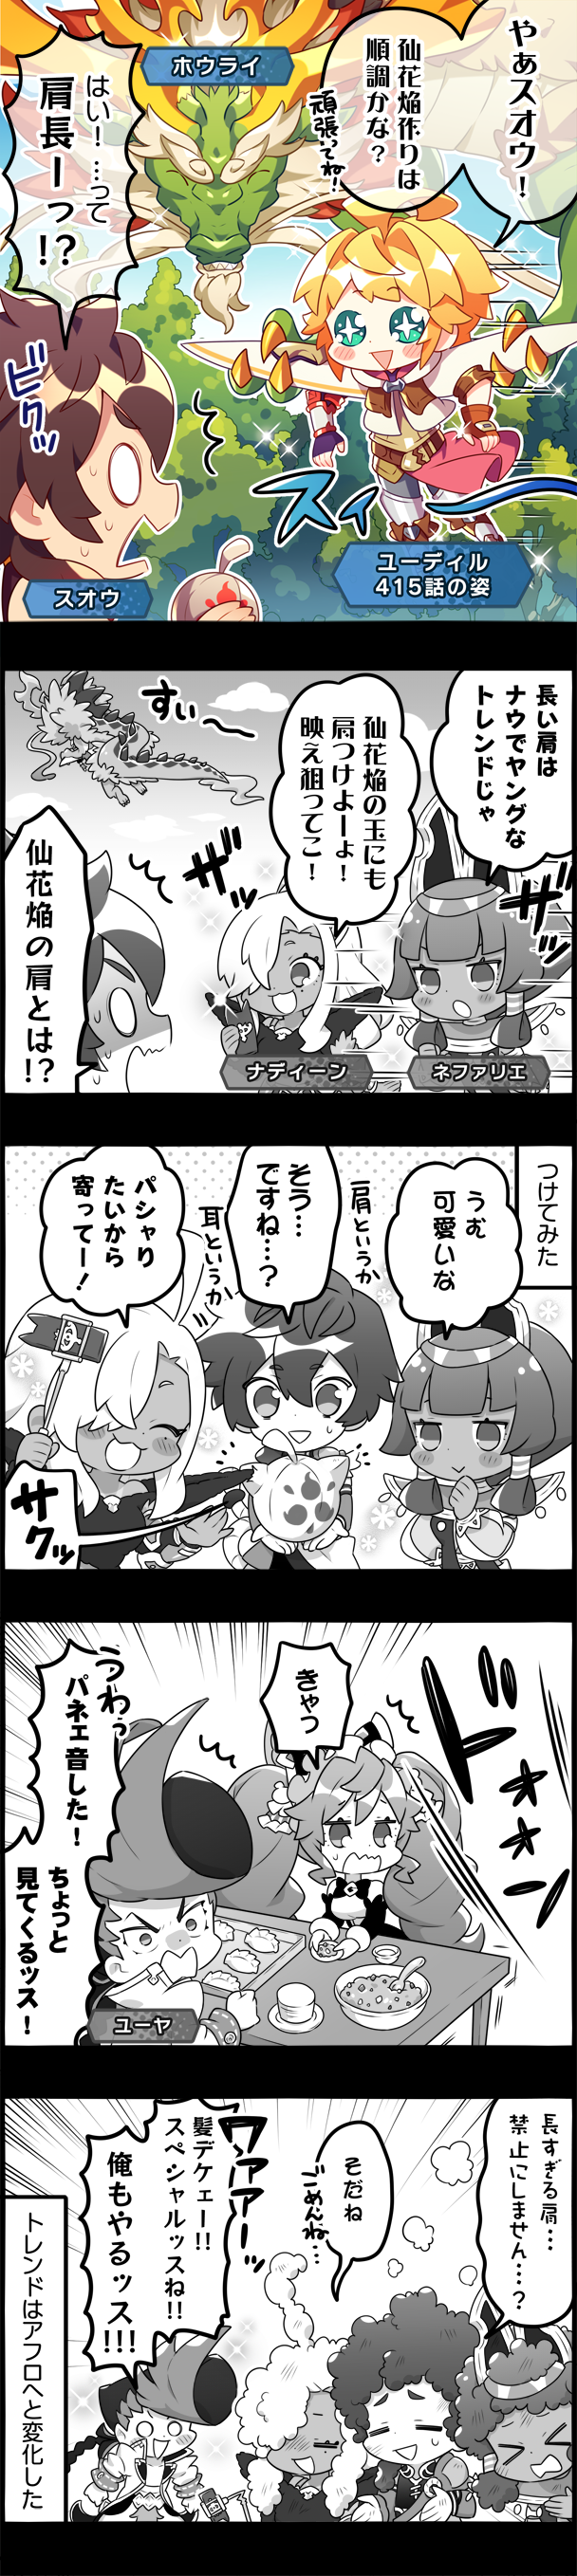 やあスオウ!
仙花焔作りは
順調かな?
頑張ってね!
ホウライ
はい!…って
肩長ーっ!?
ビクッ
スィ
スオウ
ユーディル
415話の姿
長い肩は
ナウでヤングな
トレンドじゃ
仙花焔の玉にも
肩つけよーよ!
映え狙ってこ!
すぃ〜
ザッ
ザッ
仙花焔の肩とは!?
ナディーン
ネファリエ
つけてみた
うむ
可愛いな
肩というか
そう…
ですね…?
耳というか
パシャり
たいから
寄ってー!
サクッ
ドオオーン
きゃっ
うわぅ
パネェ音した!
ちょっと
見てくるッス!
ユーヤ
長すぎる肩…
禁止にしません…?
そだね
ごめんね…
ワァァーッ
髪デケェー!!
スペシャルッスね!!
俺もやるッス!!!
トレンドはアフロへと変化した